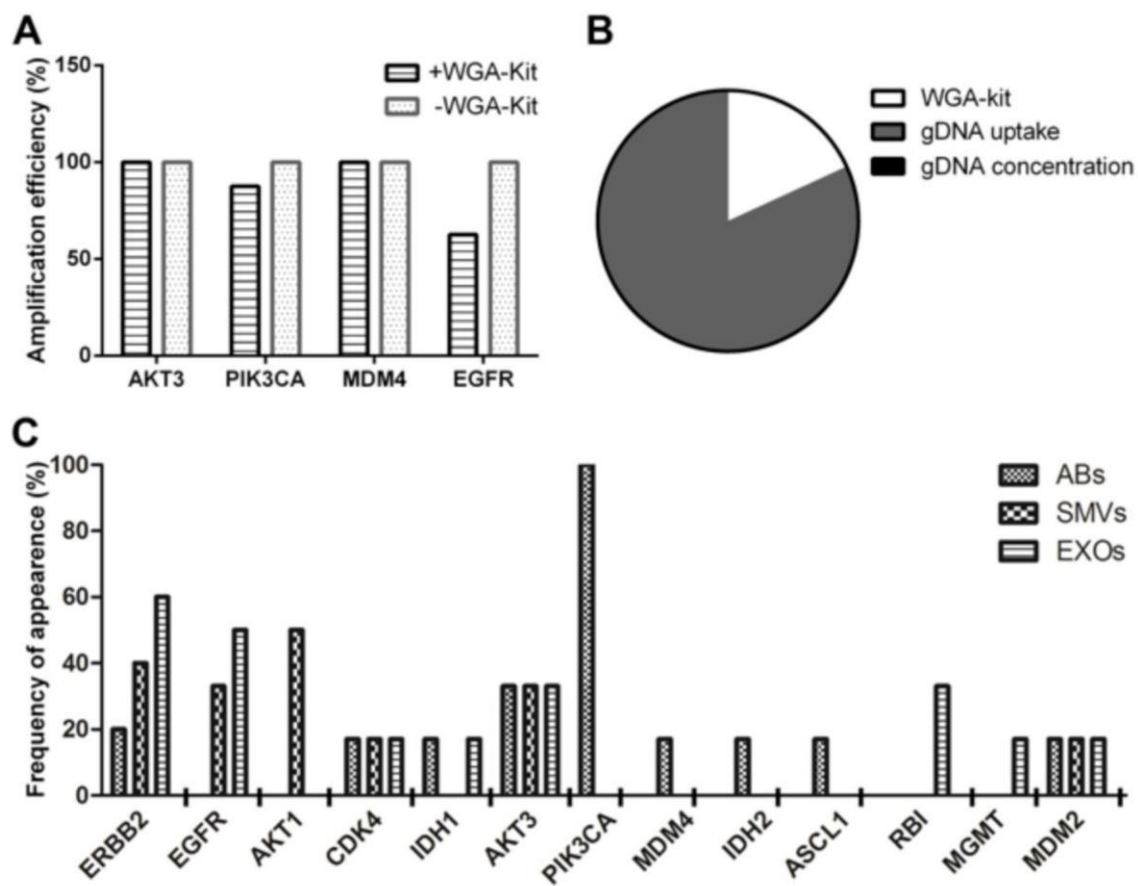 A
Amplification efficiency (%)
150
100
50
0
+WGA-Kit
-WGA-Kit
AKT3 PIK3CA MDM4 EGFR
B
WGA-kit
gDNA uptake
gDNA concentration
C
Frequency of appearence (%)
100
80
60
40
20
0
ABs
SMVs
EXOs
ERBB2 EGFR AKT1 CDK4 IDH1 AKT3 PIK3CA MDM4 IDH2 ASCL1 RBI MGMT MDM2